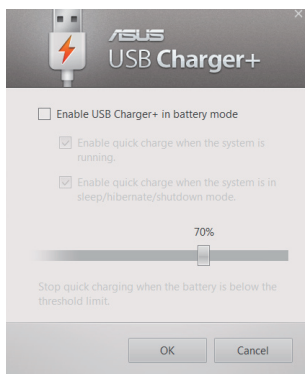 ASUS
USB Charger+
Enable USB Charger+ in battery mode
Enable quick charge when the system is
running.
Enable quick charge when the system is in
sleep/hibernate/shutdown mode.
70%
Stop quick charging when the battery is below the
threshold limit.
OK
Cancel